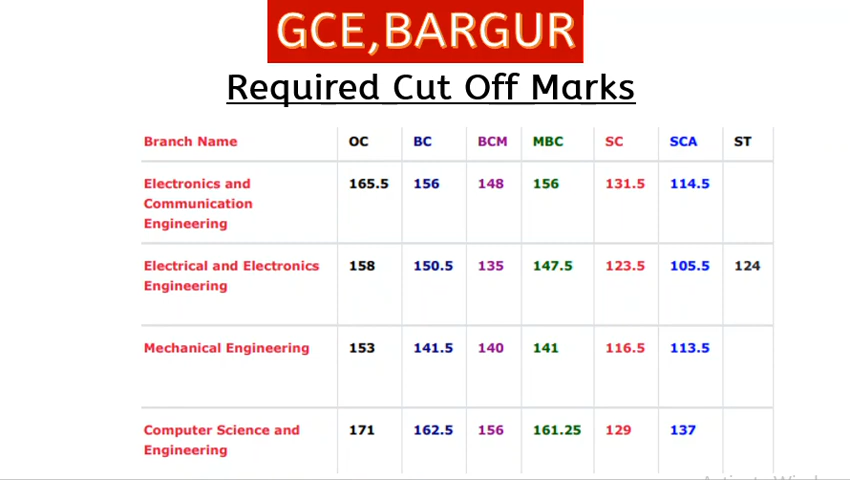 GCE,BARGUR
Required Cut Off Marks
Branch Name OC BC BCM MBC SC SCA ST
Electronics and 165.5 156 148 156 131.5 114.5
Communication
Engineering
Electrical and Electronics 158 150.5 135 147.5 123.5 105.5 124
Engineering
Mechanical Engineering 153 141.5 140 141 116.5 113.5
Computer Science and 171 162.5 156 161.25 129 137
Engineering